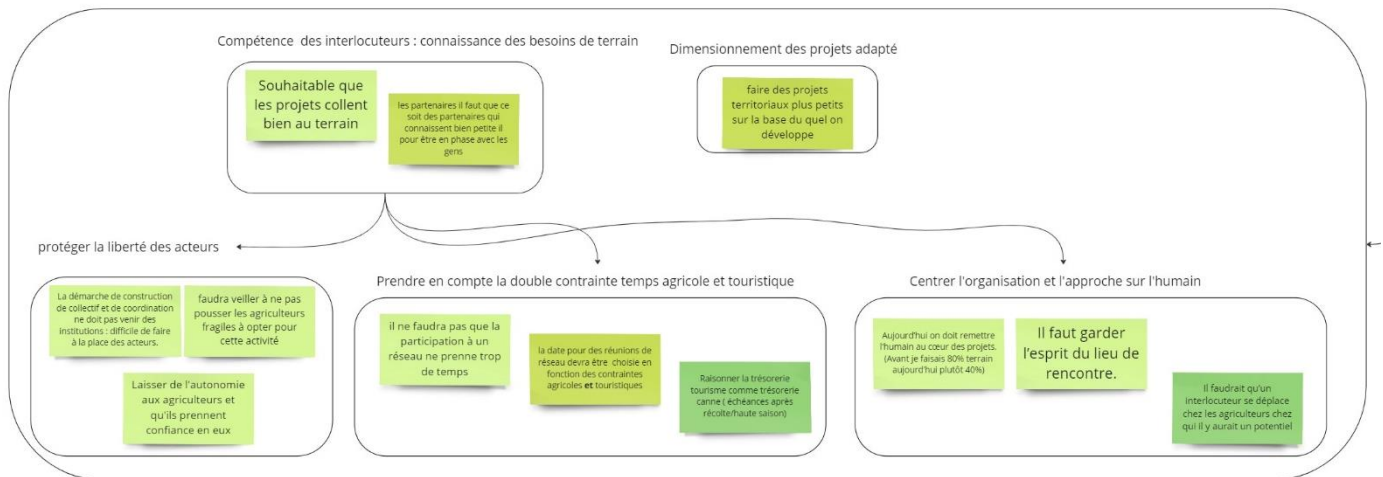 Compétence des interlocuteurs : connaissance des besoins de terrain
Souhaitable que
les projets collent
bien au terrain
les partenaires il faut que ce
soit des partenaires qui
connaissent bien petite il
pour être en phase avec les
gens
Dimensionnement des projets adapté
faire des projets
territoriaux plus petits
sur la base du quel on
développe
protéger la liberté des acteurs
La démarche de construction
de collectif et de coordination
ne doit pas venir des
institutions : difficile de faire
à la place des acteurs.
faudra veiller à ne pas
pousser les agriculteurs
fragiles à opter pour
cette activité
Laisser de l'autonomie
aux agriculteurs et
qu'ils prennent
confiance en eux
Prendre en compte la double contrainte temps agricole et touristique
il ne faudra pas que la
participation à un
réseau ne prenne trop
de temps
la date pour des réunions de
réseau devra être choisie en
fonction des contraintes
agricoles et touristiques
Raisonner la trésorerie
tourisme comme trésorerie
canne ( échéances après
récolte/haute saison)
Centrer l'organisation et l'approche sur l'humain
Aujourd'hui on doit remettre
l'humain au cœur des projets.
(Avant je faisais 80% terrain
aujourd'hui plutôt 40%)
Il faut garder
l'esprit du lieu de
rencontre.
Il faudrait qu'un
interlocuteur se déplace
chez les agriculteurs chez
qui il y aurait un potentiel